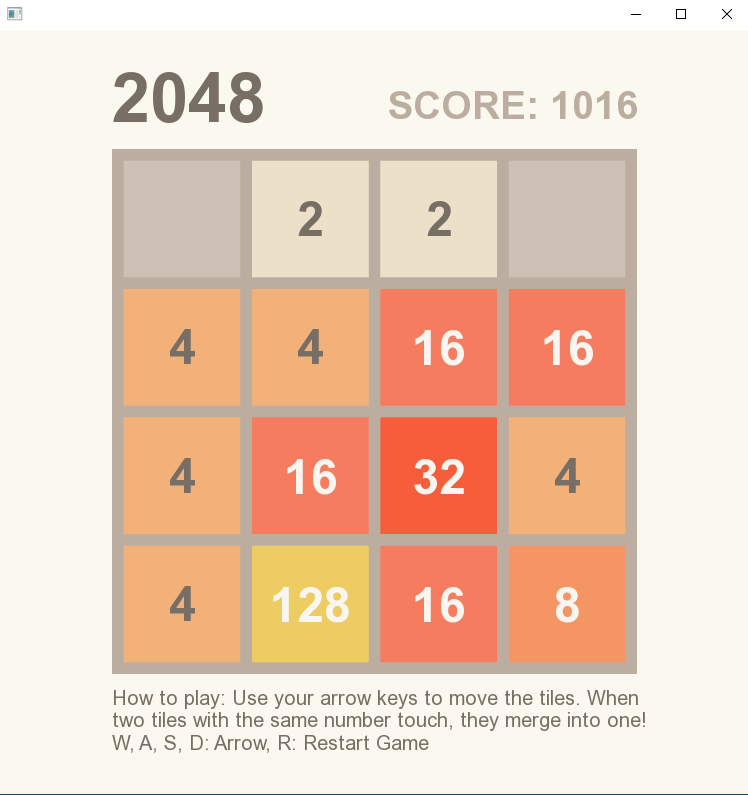 2048 SCORE: 1016
2 2
4 4 16 16
4 16 32 4
4 128 16 8
How to play: Use your arrow keys to move the tiles. When
two tiles with the same number touch, they merge into one!
W, A, S, D: Arrow, R: Restart Game